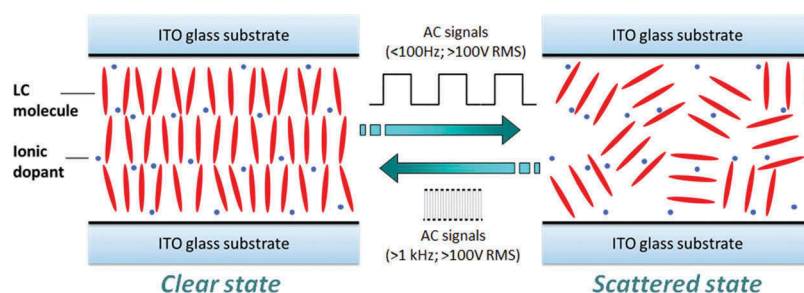 ITO glass substrate
AC signals
(<100Hz; >100V RMS)
ITO glass substrate
LC
molecule
Ionic
dopant
ITO glass substrate
AC signals
(>1 kHz; >100V RMS)
ITO glass substrate
Clear state
Scattered state